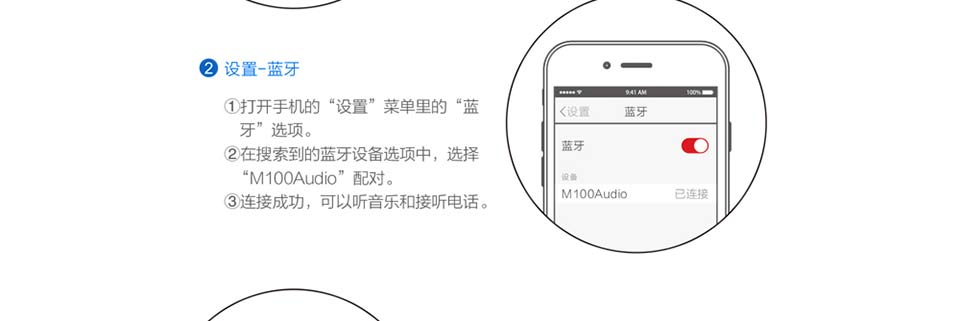 2 设置-蓝牙
①打开手机的“设置”菜单里的“蓝
牙”选项。
②在搜索到的蓝牙设备选项中，选择
“M100Audio”配对。
③连接成功，可以听音乐和接听电话。
9:41 AM 100%
<设置 蓝牙
蓝牙
设备
M100Audio 已连接